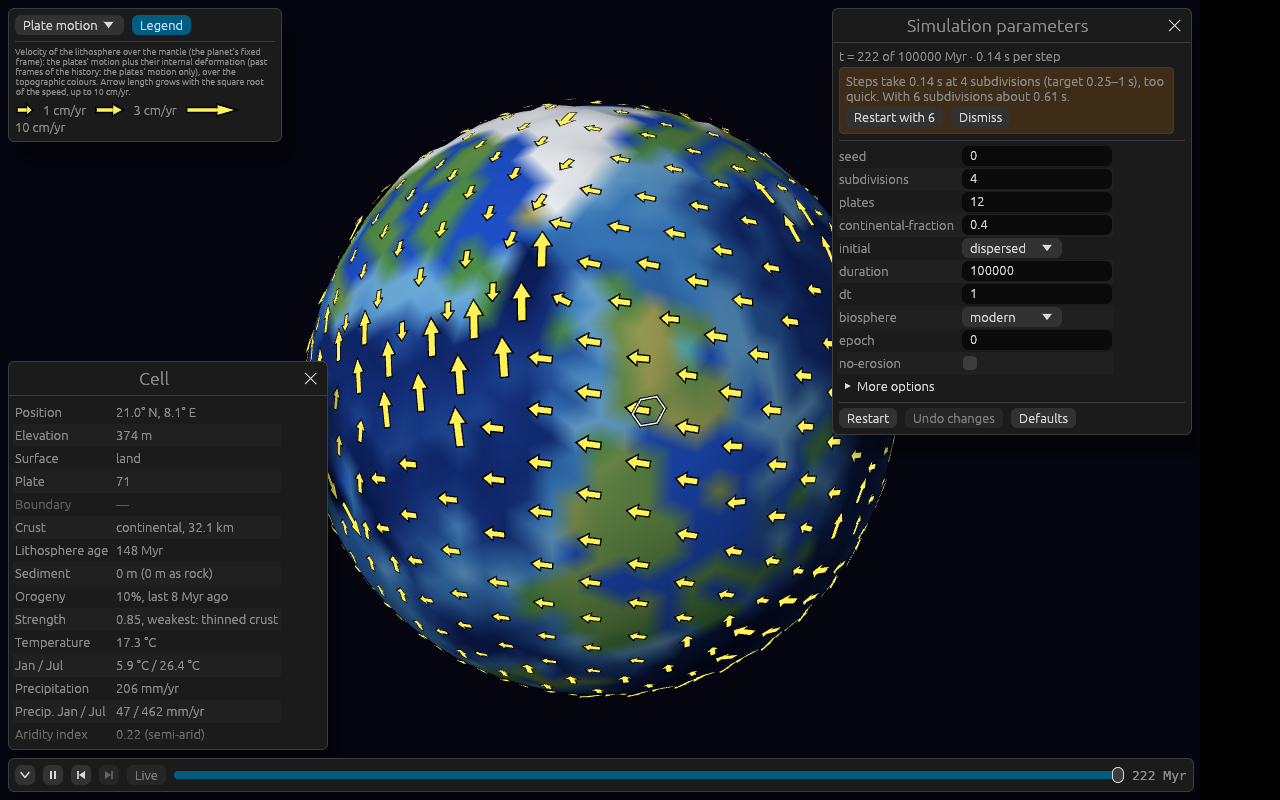 Plate motion
Legend
Velocity of the lithosphere over the mantle (the planet's fixed
frame): the plates' motion plus their internal deformation (past
frames of the history: the plates' motion only), over the
topographic colours. Arrow length grows with the square root
of the speed, up to 10 cm/yr.
1 cm/yr
3 cm/yr
10 cm/yr
Simulation parameters
t = 222 of 100000 Myr · 0.14 s per step
Steps take 0.14 s at 4 subdivisions (target 0.25–1 s), too
quick. With 6 subdivisions about 0.61 s.
Restart with 6
Dismiss
seed 0
subdivisions 4
plates 12
continental-fraction 0.4
initial dispersed
duration 100000
dt 1
biosphere modern
epoch 0
no-erosion
More options
Restart
Undo changes
Defaults
Cell
Position 21.0° N, 8.1° E
Elevation 374 m
Surface land
Plate 71
Boundary —
Crust continental, 32.1 km
Lithosphere age 148 Myr
Sediment 0 m (0 m as rock)
Orogeny 10%, last 8 Myr ago
Strength 0.85, weakest: thinned crust
Temperature 17.3 °C
Jan / Jul 5.9 °C / 26.4 °C
Precipitation 206 mm/yr
Precip. Jan / Jul 47 / 462 mm/yr
Aridity index 0.22 (semi-arid)
Live
222 Myr